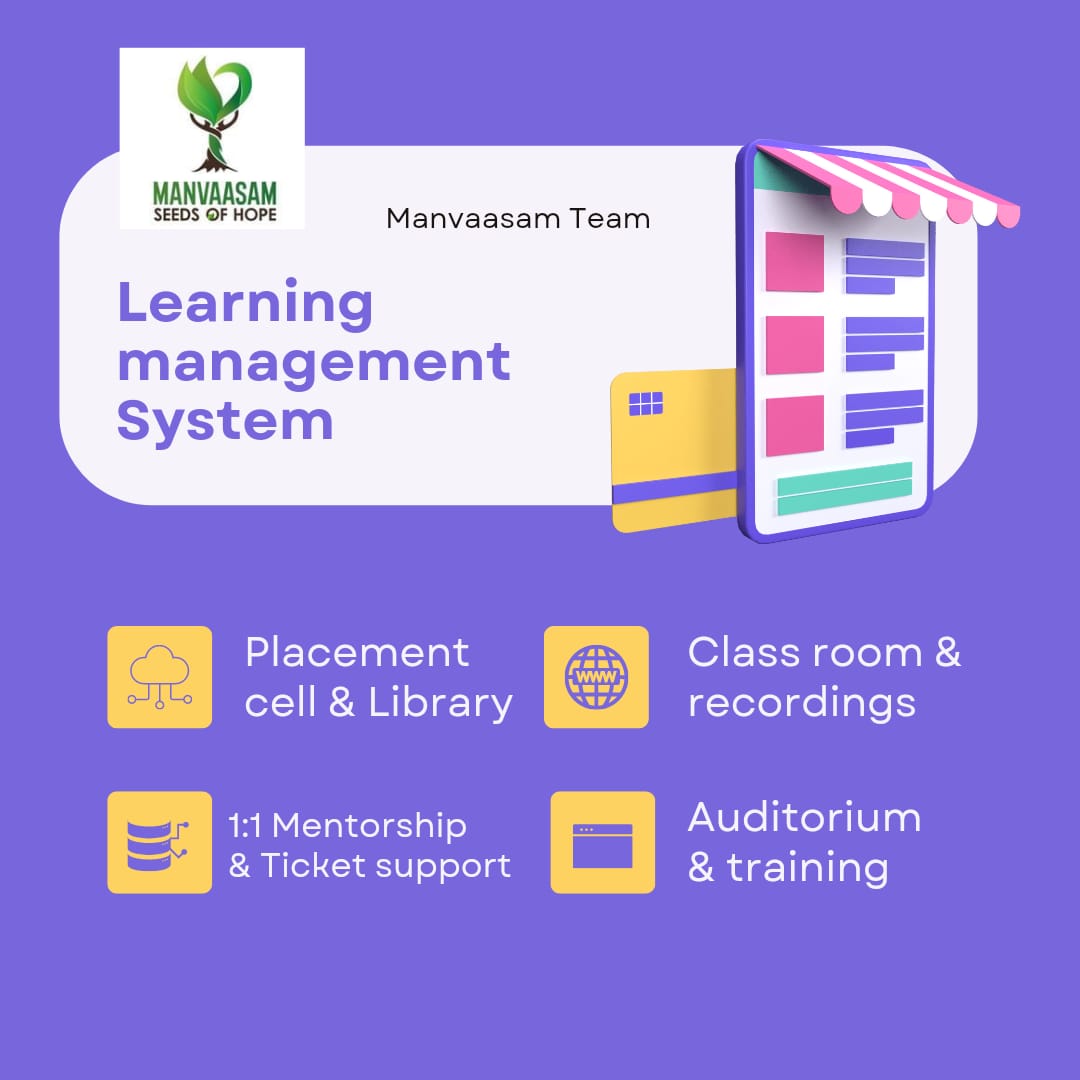 MANVAASAM
SEEDS OF HOPE
Manvaasam Team
Learning
management
System
Placement
cell & Library
WWW
Class room &
recordings
1:1 Mentorship
& Ticket support
Auditorium
& training